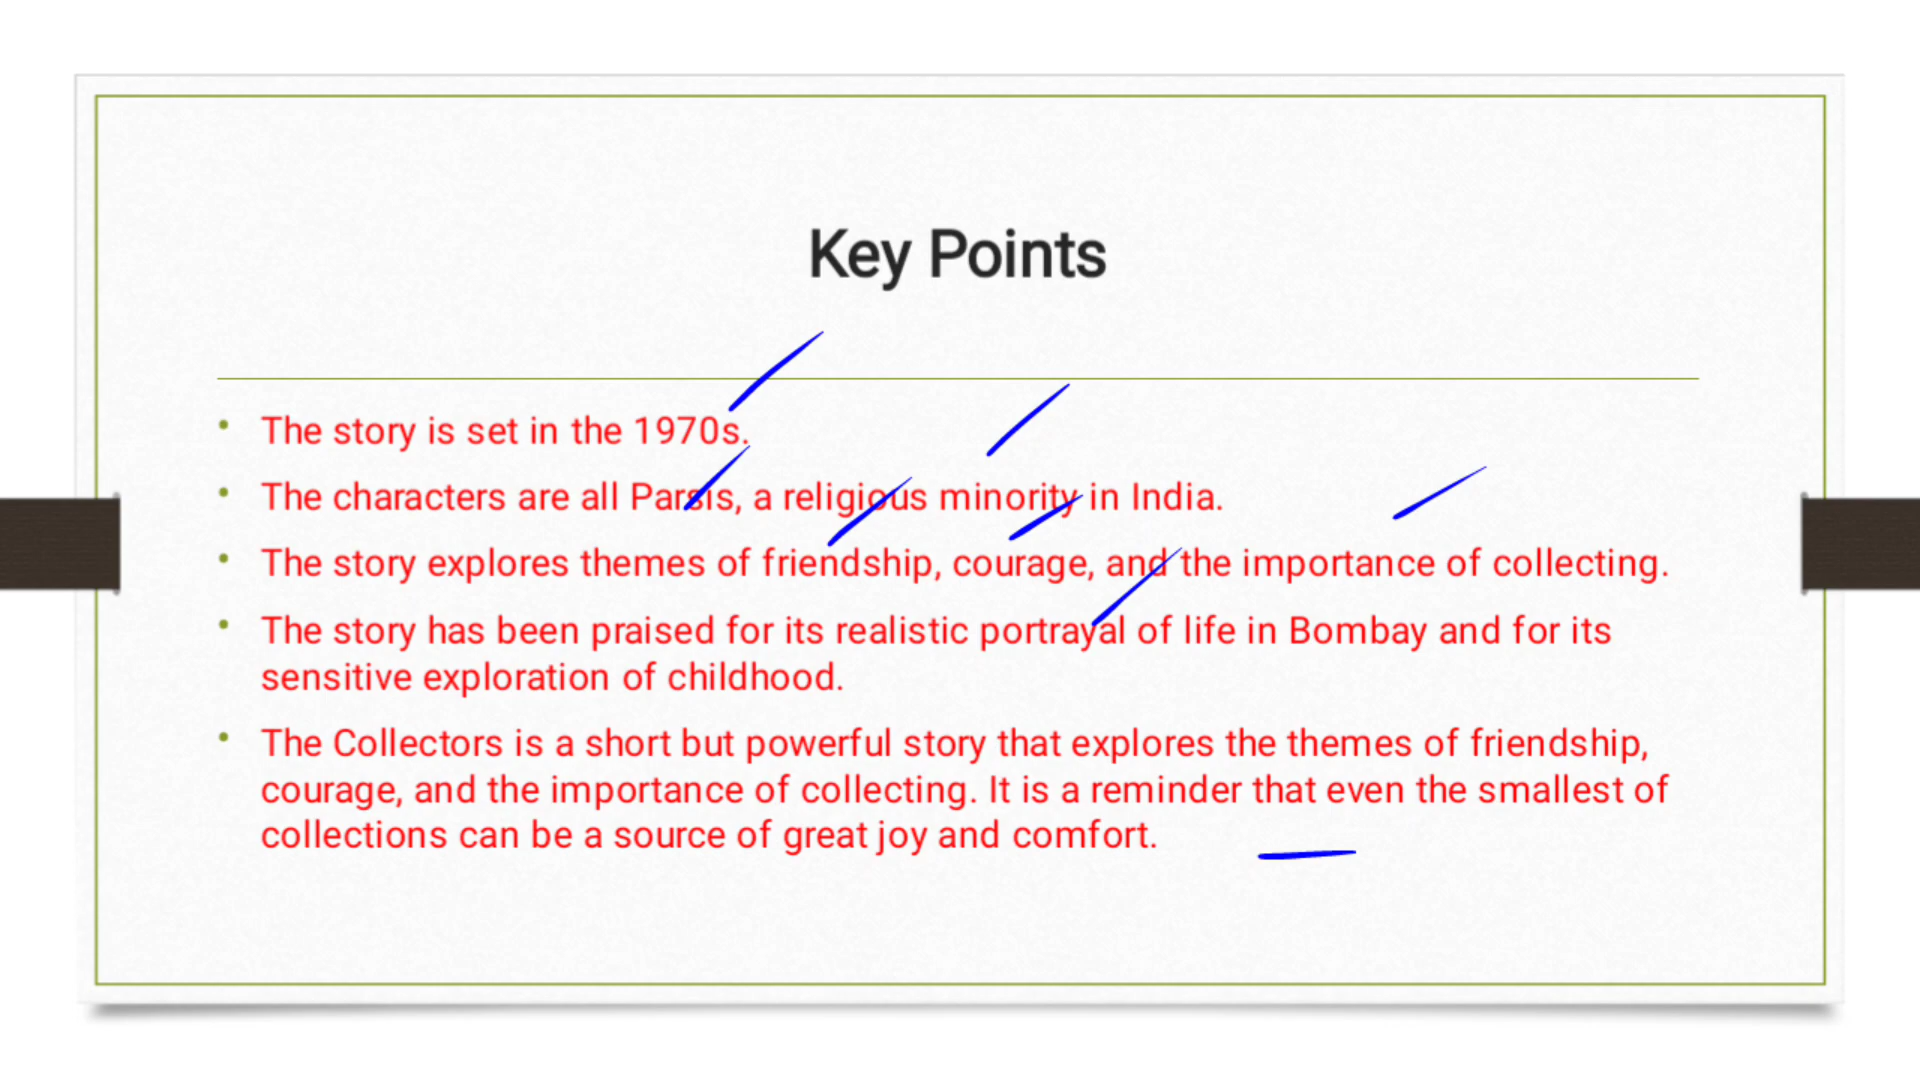 Key Points
• The story is set in the 1970s.
• The characters are all Parsis, a religious minority in India.
• The story explores themes of friendship, courage, and the importance of collecting.
• The story has been praised for its realistic portrayal of life in Bombay and for its
sensitive exploration of childhood.
• The Collectors is a short but powerful story that explores the themes of friendship,
courage, and the importance of collecting. It is a reminder that even the smallest of
collections can be a source of great joy and comfort.